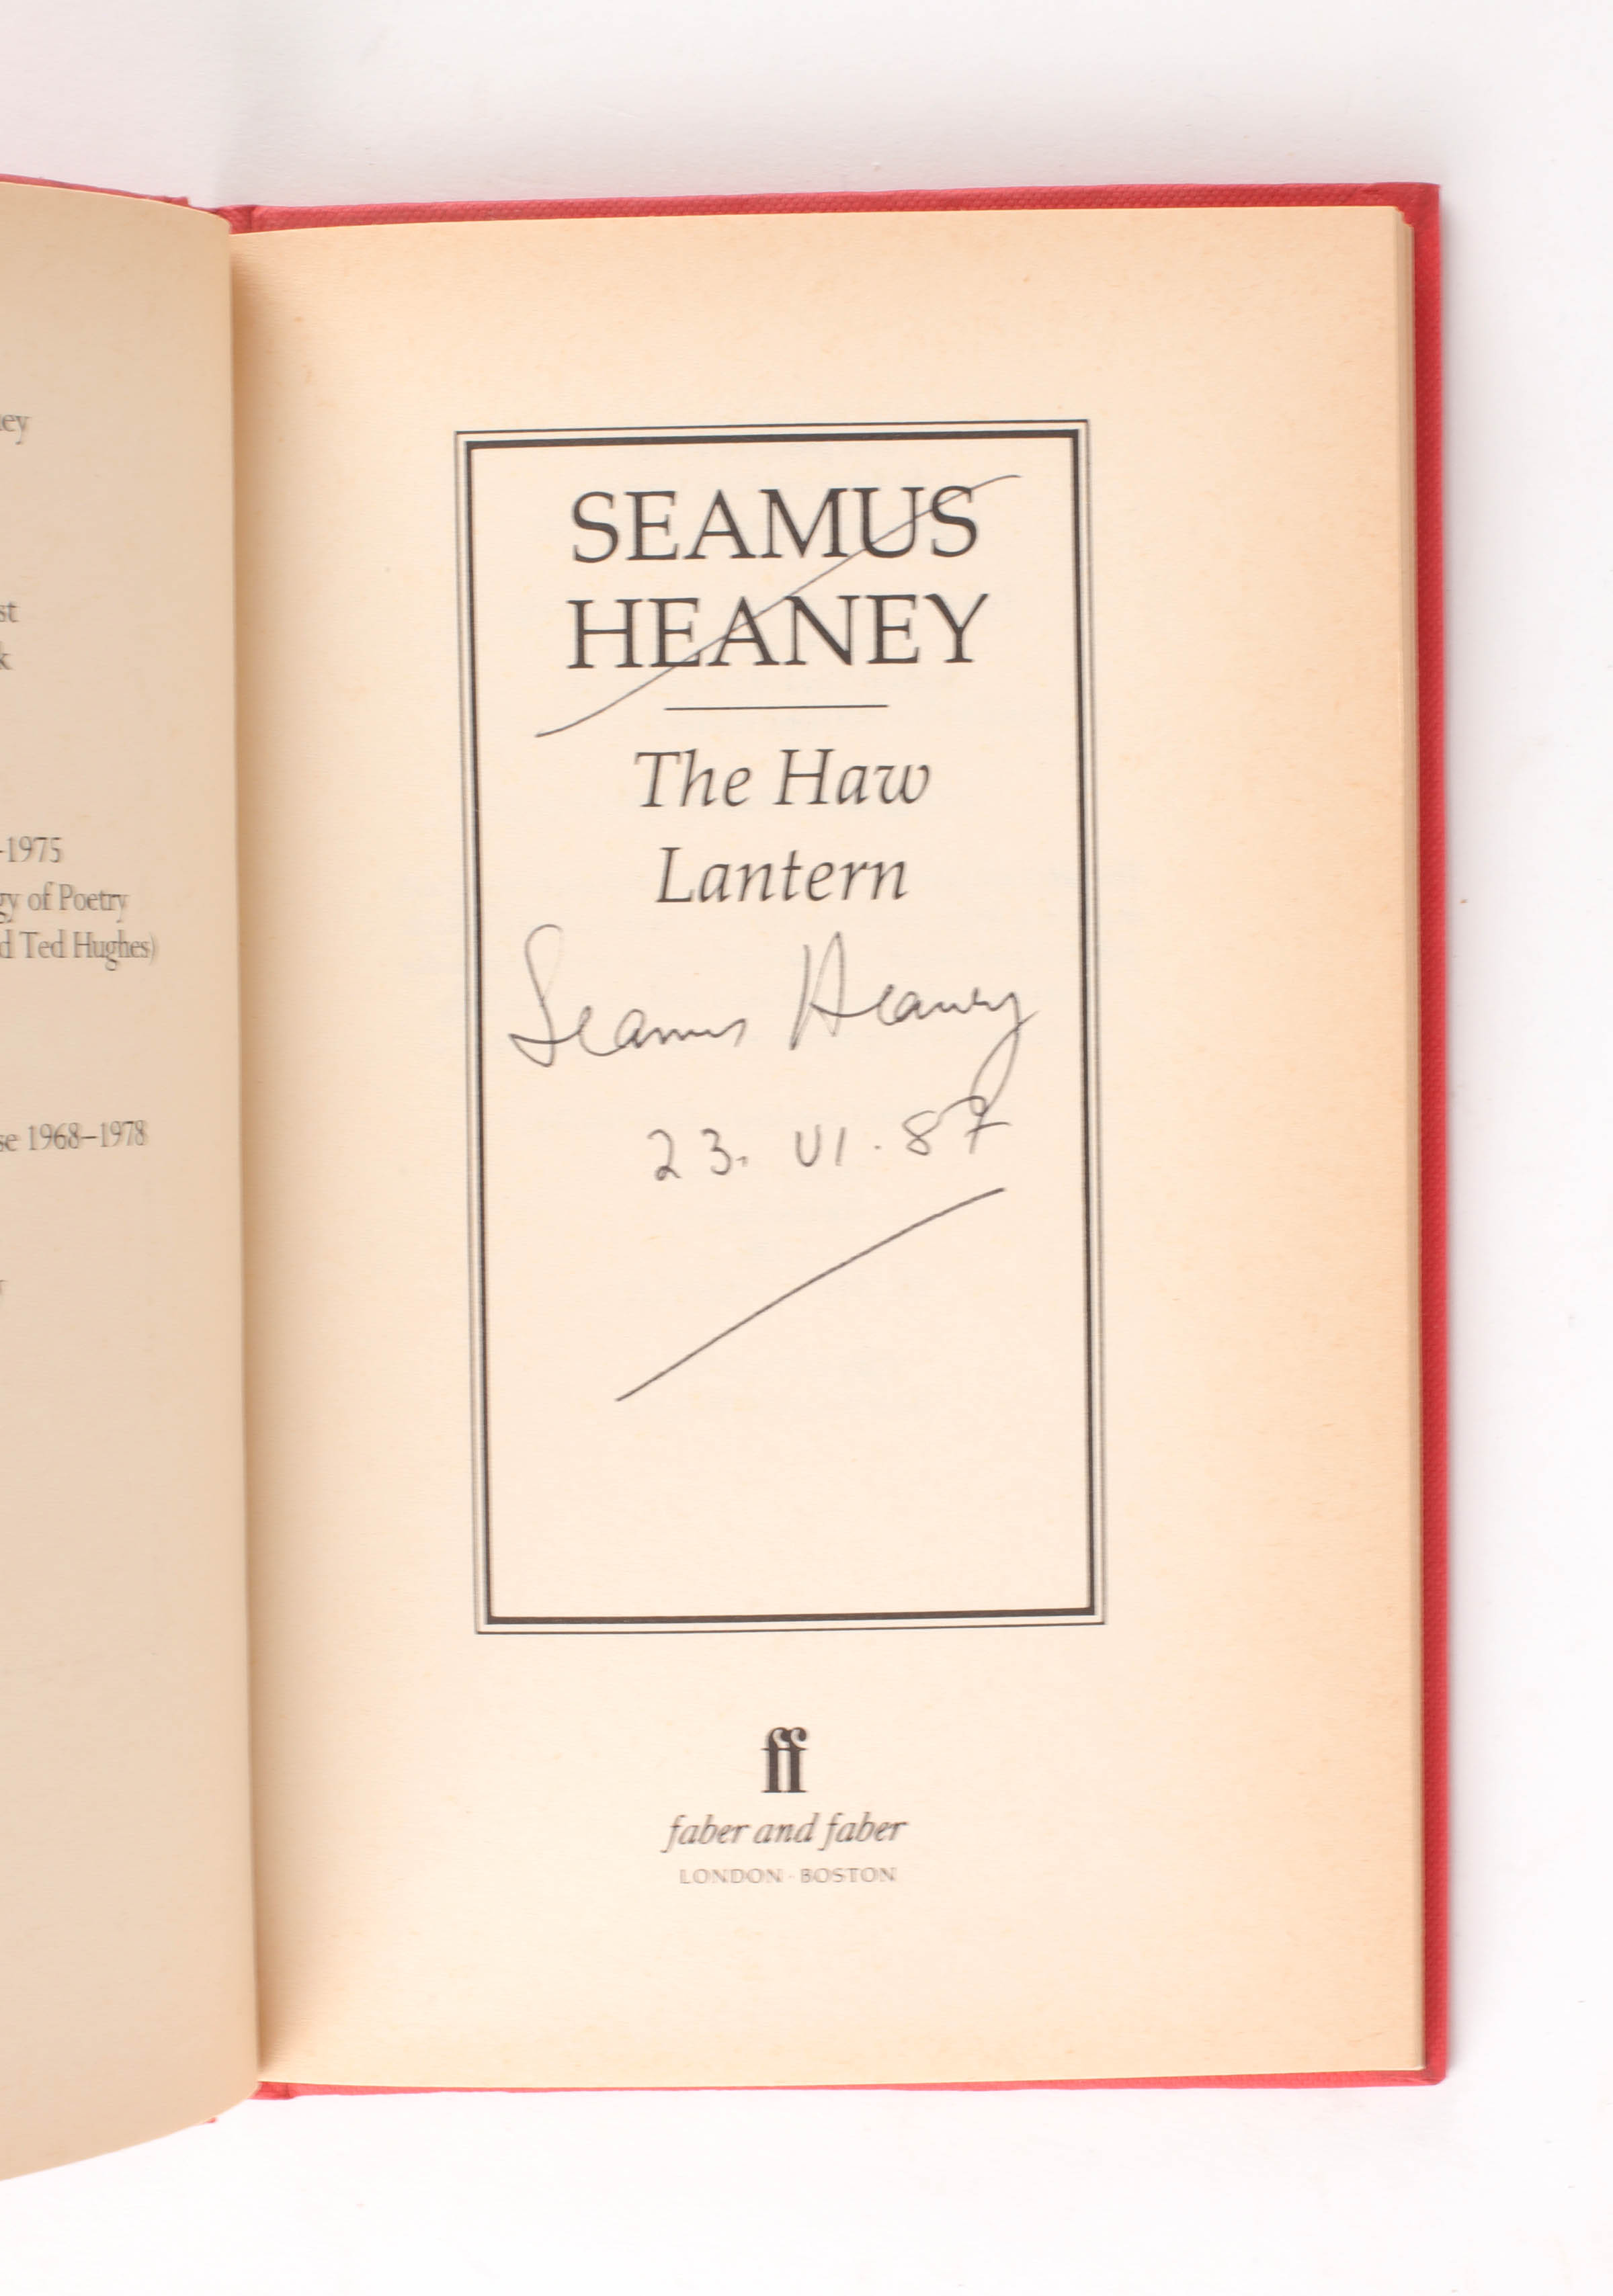 ey
st
k
-1975
gy of Poetry
d Ted Hughes)
se 1968–1978
SEAMUS
HEANEY
The Haw
Lantern
Seamus Heaney
23. VI. 87
ff
faber and faber
LONDON · BOSTON